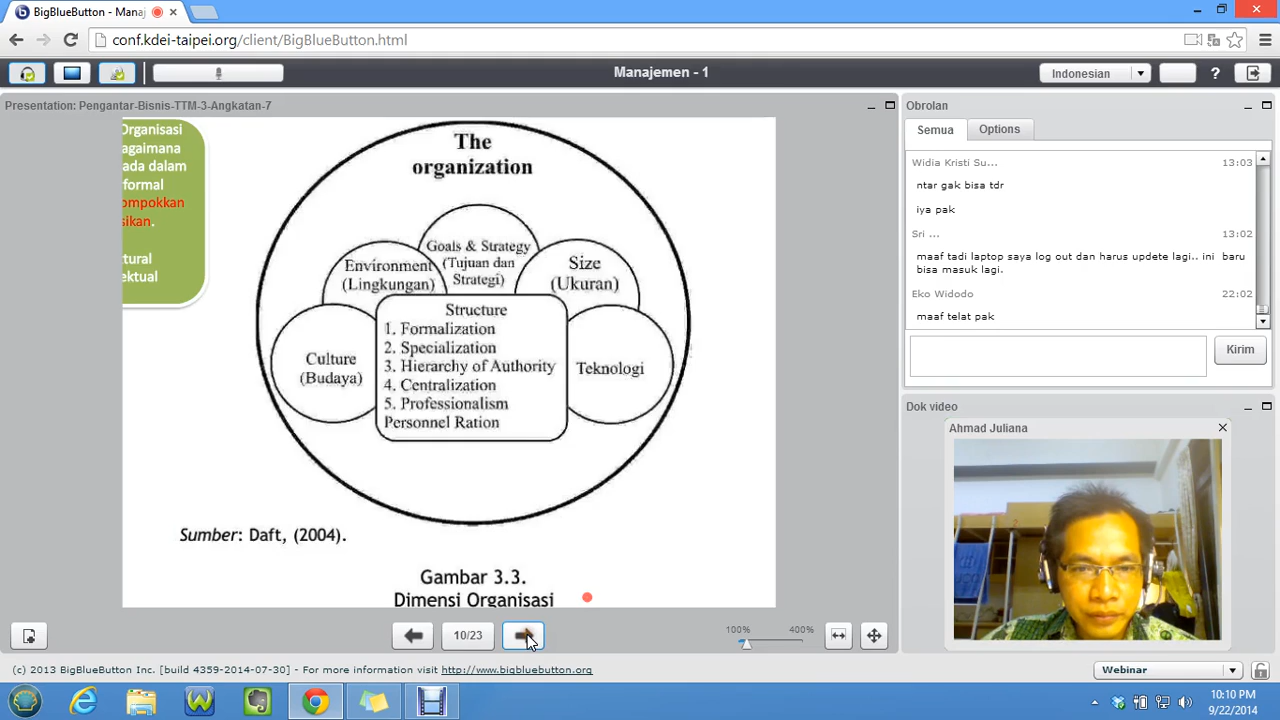 BigBlueButton - Manaj
conf.kdei-taipei.org/client/BigBlueButton.html
Manajemen - 1
Indonesian
?
Presentation: Pengantar-Bisnis-TTM-3-Angkatan-7
Organisasi
agaimana
ada dalam
formal
ompokkan
sikan.
tural
ektual
The
organization
Goals & Strategy
(Tujuan dan
Strategi)
Environment
(Lingkungan)
Size
(Ukuran)
Culture
(Budaya)
Structure
1. Formalization
2. Specialization
3. Hierarchy of Authority
4. Centralization
5. Professionalism
Personnel Ration
Teknologi
Sumber: Daft, (2004).
Gambar 3.3.
Dimensi Organisasi
10/23
100%
400%
Obrolan
Semua
Options
Widia Kristi Su...
13:03
ntar gak bisa tdr
iya pak
Sri ...
13:02
maaf tadi laptop saya log out dan harus updete lagi.. ini baru
bisa masuk lagi.
Eko Widodo
22:02
maaf telat pak
Kirim
Dok video
Ahmad Juliana
(c) 2013 BigBlueButton Inc. [build 4359-2014-07-30] - For more information visit http://www.bigbluebutton.org
Webinar
10:10 PM
9/22/2014